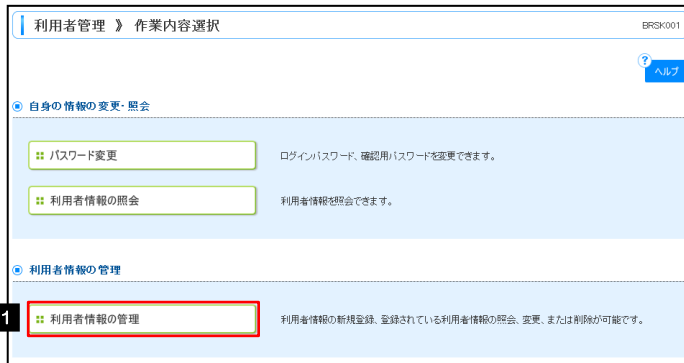 利用者管理 》 作業内容選択
BRSK001
?
ヘルプ
自身の情報の変更・照会
パスワード変更
ログインパスワード、確認用パスワードを変更できます。
利用者情報の照会
利用者情報を照会できます。
利用者情報の管理
1
利用者情報の管理
利用者情報の新規登録、登録されている利用者情報の照会、変更、または削除が可能です。